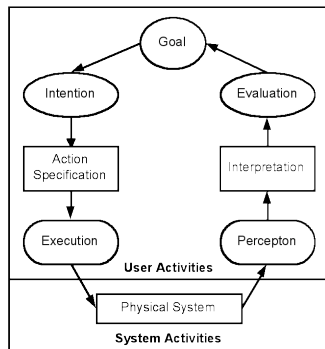 Goal
Intention
Evaluation
Action
Specification
Interpretation
Execution
Percepton
User Activities
Physical System
System Activities